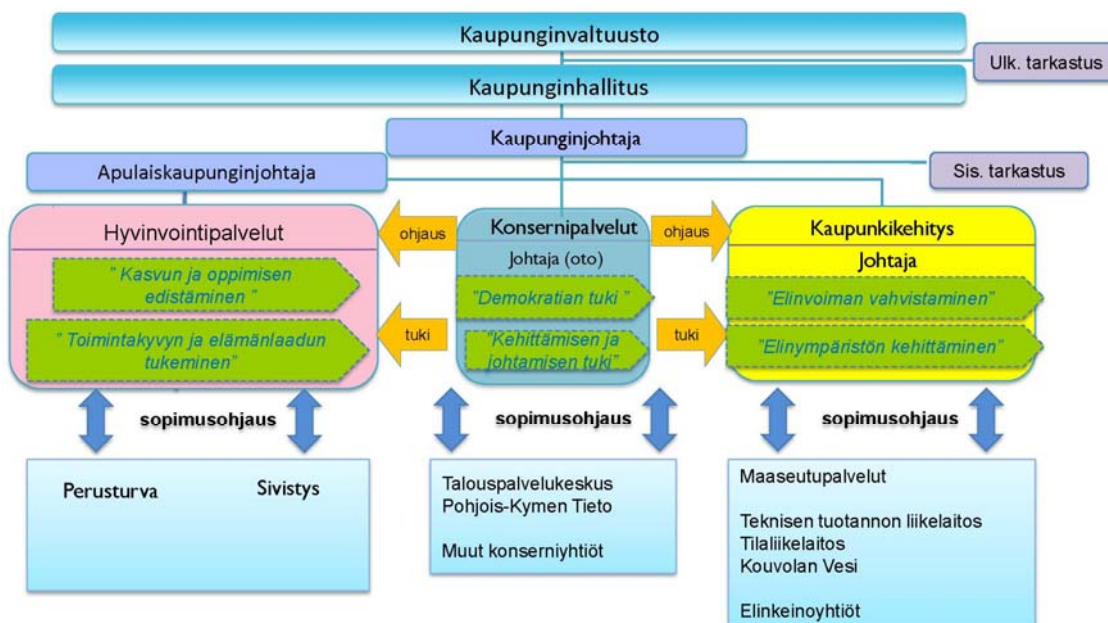 Kaupunginvaltuusto
Ulk. tarkastus
Kaupunginhallitus
Kaupunginjohtaja
Apulaiskaupunginjohtaja
Sis. tarkastus
Hyvinvointipalvelut
" Kasvun ja oppimisen
edistäminen "
" Toimintakyvyn ja elämänlaadun
tukeminen"
ohjaus
tuki
Konsernipalvelut
Johtaja (oto)
"Demokratian tuki "
"Kehittämisen ja
johtamisen tuki"
ohjaus
tuki
Kaupunkikehitys
Johtaja
"Elinvoiman vahvistaminen"
"Elinympäristön kehittäminen"
sopimusohjaus
sopimusohjaus
sopimusohjaus
Perusturva
Sivistys
Talouspalvelukeskus
Pohjois-Kymen Tieto
Muut konserniyhtiöt
Maaseutupalvelut
Teknisen tuotannon liikelaitos
Tilaliikelaitos
Kouvolan Vesi
Elinkeinoyhtiöt